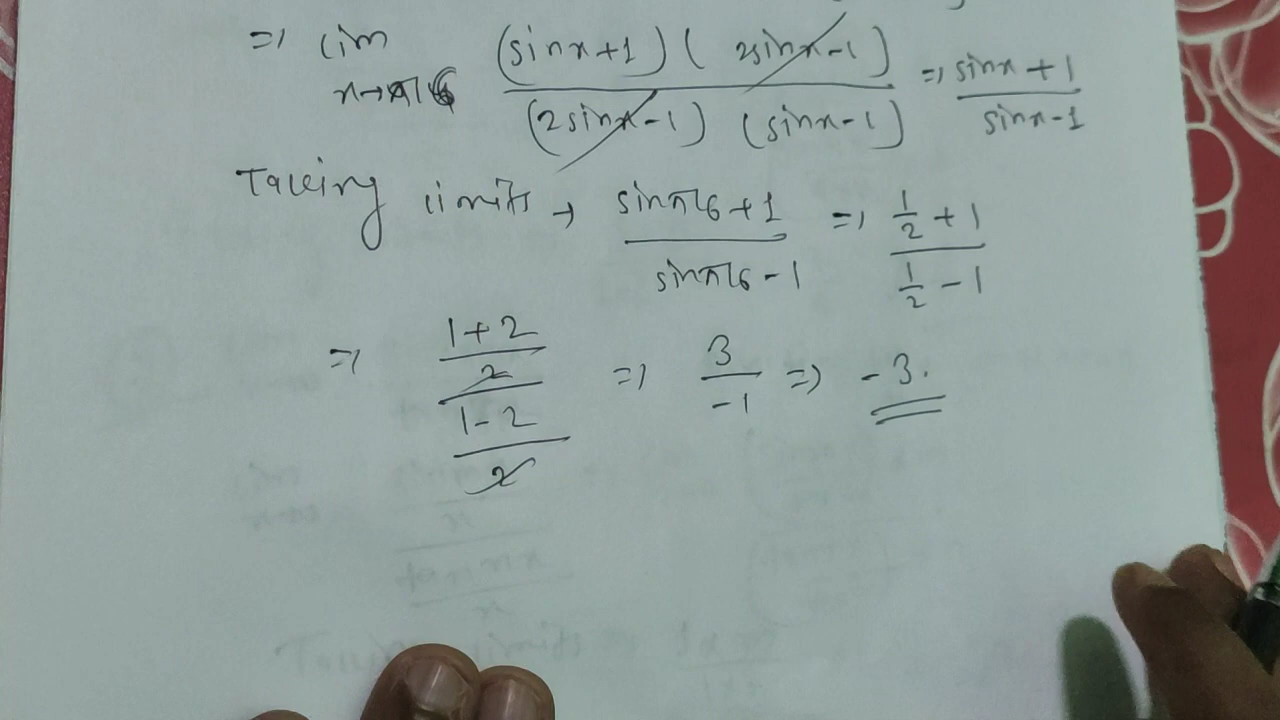 => lim (sinx+1)(2sinx-1) / (2sinx-1)(sinx-1) => sinx+1 / sinx-1
x→π/6
Taking limits → sinπ/6+1 / sinπ/6-1 => 1/2+1 / 1/2-1
=> 1+2/2 / 1-2/2 => 3/-1 => -3.